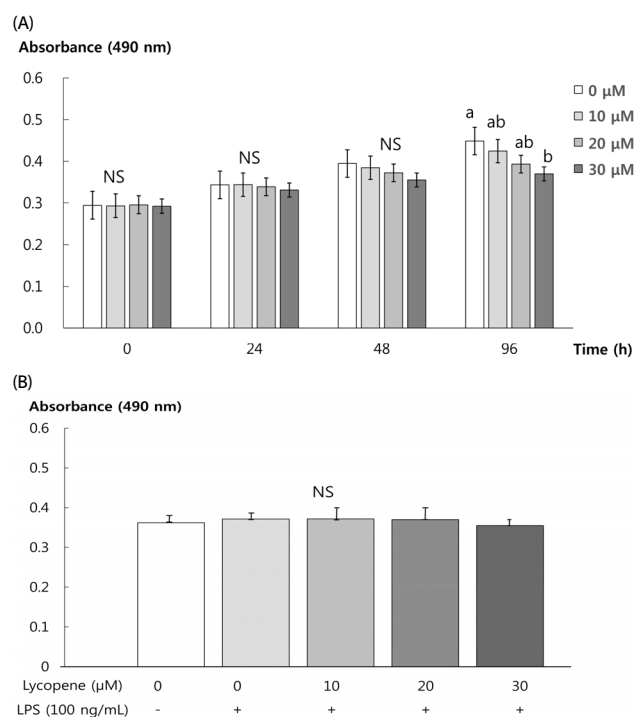 (A)
Absorbance (490 nm)
0.6
0.5
0.4
0.3
0.2
0.1
0.0
NS
NS
NS
a
ab
ab
b
0 μM
10 μM
20 μM
30 μM
0 24 48 96 Time (h)
(B)
Absorbance (490 nm)
0.6
0.5
0.4
0.3
0.2
0.1
0
NS
Lycopene (μM) 0 0 10 20 30
LPS (100 ng/mL) - + + + +